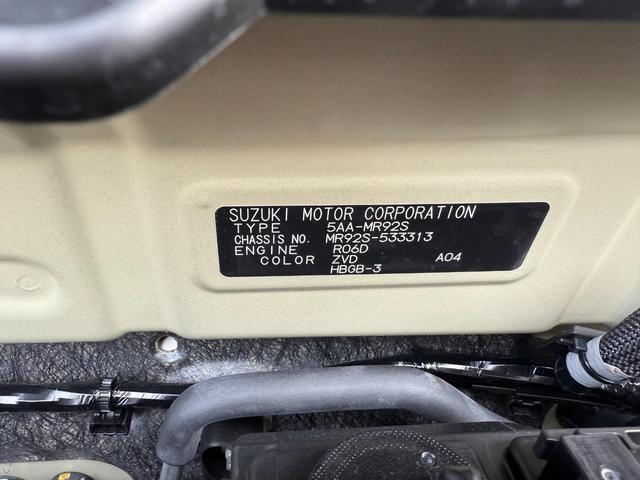 SUZUKI MOTOR CORPORATION
TYPE 5AA-MR92S
CHASSIS NO. MR92S-533313
ENGINE R06D
COLOR ZVD A04
HBGB-3